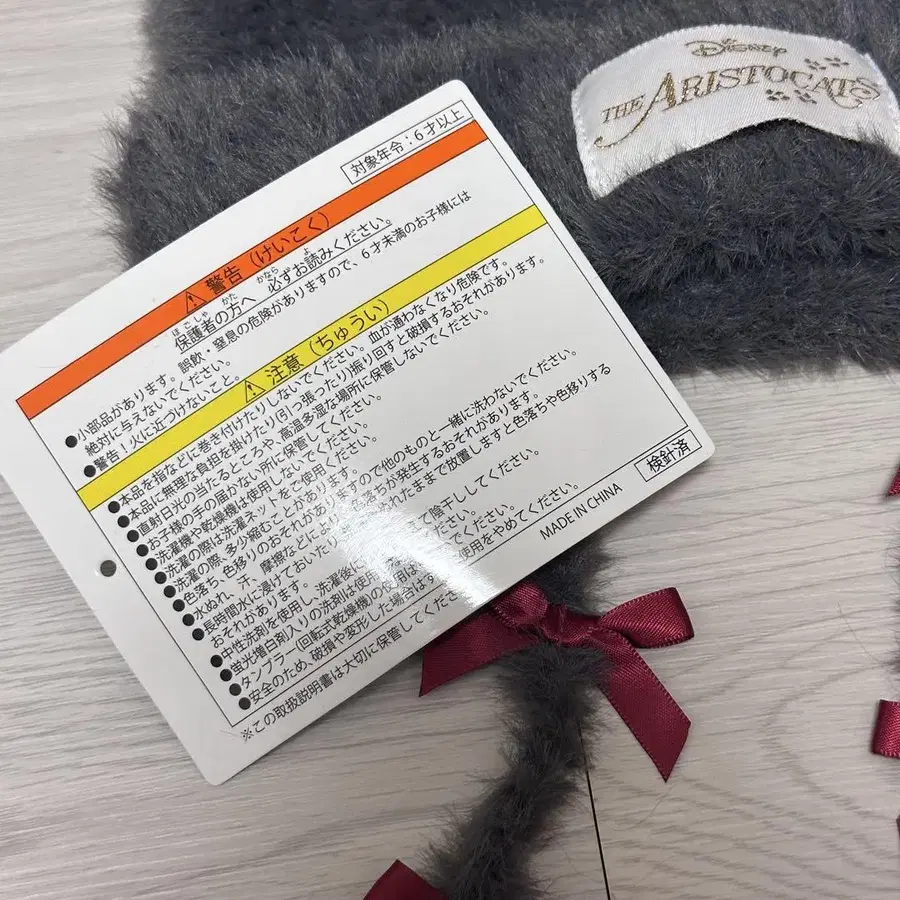 Disney
THE ARISTOCATS
対象年令：6才以上
⚠ 警告（けいこく）
ほごしゃ かた かなら よ
保護者の方へ 必ずお読みください。
●小部品があります。誤飲・窒息の危険がありますので、6才未満のお子様には
絶対に与えないでください。
●警告！火に近づけないこと。
⚠ 注意（ちゅうい）
●本品を指などに巻き付けたりしないでください。血が通わなくなり危険です。
●本品に無理な負担を掛けたり(引っ張ったり)振り回すと破損するおそれがあります。
●直射日光の当たるところや、高温多湿な場所に保管しないでください。
●お子様の手の届かない所に保管してください。
●洗濯機や乾燥機は使用しないでください。
●洗濯の際は洗濯ネットをご使用ください。
●洗濯の際、多少縮むことがあります。
●色落ち、色移りのおそれがありますので他のものと一緒に洗わないでください。
●水ぬれ、汗、摩擦などに
落ちが発生するおそれがあります。
●長時間水に浸けておいたり
れたまま放置しますと色落ちや色移りする
おそれがあります。
●中性洗剤を使用し、洗濯後に
て陰干ししてください。
●蛍光増白剤入りの洗剤は使用
でください。
●タンブラー(回転式乾燥機)の使用は
ください。
●安全のため、破損や変形した場合は
使用をやめてください。
※この取扱説明書は大切に保管してください
MADE IN CHINA
検針済